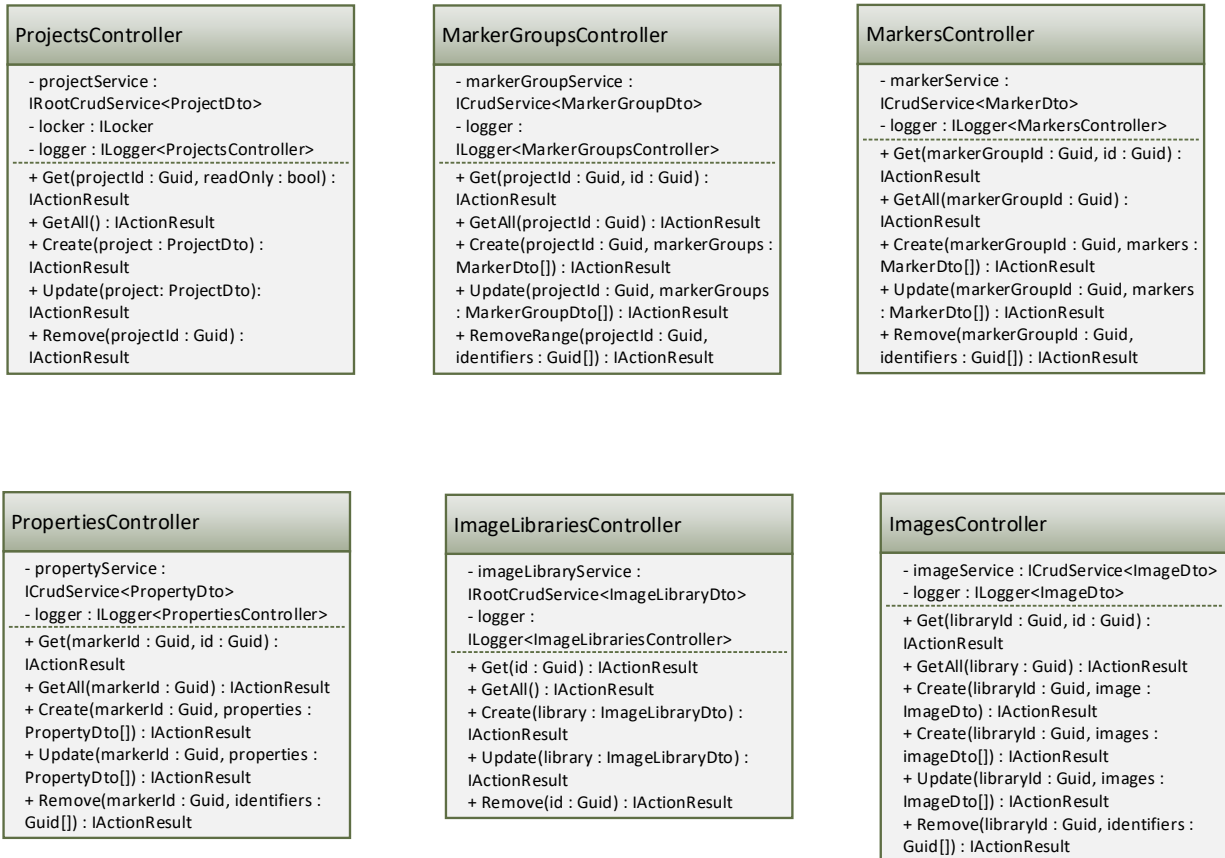 ProjectsController
- projectService :
IRootCrudService<ProjectDto>
- locker : ILocker
- logger : ILogger<ProjectsController>
+ Get(projectId : Guid, readOnly : bool) :
IActionResult
+ GetAll() : IActionResult
+ Create(project : ProjectDto) :
IActionResult
+ Update(project: ProjectDto):
IActionResult
+ Remove(projectId : Guid) :
IActionResult
MarkerGroupsController
- markerGroupService :
ICrudService<MarkerGroupDto>
- logger :
ILogger<MarkerGroupsController>
+ Get(projectId : Guid, id : Guid) :
IActionResult
+ GetAll(projectId : Guid) : IActionResult
+ Create(projectId : Guid, markerGroups :
MarkerDto[]) : IActionResult
+ Update(projectId : Guid, markerGroups
: MarkerGroupDto[]) : IActionResult
+ RemoveRange(projectId : Guid,
identifiers : Guid[]) : IActionResult
MarkersController
- markerService :
ICrudService<MarkerDto>
- logger : ILogger<MarkersController>
+ Get(markerGroupId : Guid, id : Guid) :
IActionResult
+ GetAll(markerGroupId : Guid) :
IActionResult
+ Create(markerGroupId : Guid, markers :
MarkerDto[]) : IActionResult
+ Update(markerGroupId : Guid, markers
: MarkerDto[]) : IActionResult
+ Remove(markerGroupId : Guid,
identifiers : Guid[]) : IActionResult
PropertiesController
- propertyService :
ICrudService<PropertyDto>
- logger : ILogger<PropertiesController>
+ Get(markerId : Guid, id : Guid) :
IActionResult
+ GetAll(markerId : Guid) : IActionResult
+ Create(markerId : Guid, properties :
PropertyDto[]) : IActionResult
+ Update(markerId : Guid, properties :
PropertyDto[]) : IActionResult
+ Remove(markerId : Guid, identifiers :
Guid[]) : IActionResult
ImageLibrariesController
- imageLibraryService :
IRootCrudService<ImageLibraryDto>
- logger :
ILogger<ImageLibrariesController>
+ Get(id : Guid) : IActionResult
+ GetAll() : IActionResult
+ Create(library : ImageLibraryDto) :
IActionResult
+ Update(library : ImageLibraryDto) :
IActionResult
+ Remove(id : Guid) : IActionResult
ImagesController
- imageService : ICrudService<ImageDto>
- logger : ILogger<ImageDto>
+ Get(libraryId : Guid, id : Guid) :
IActionResult
+ GetAll(library : Guid) : IActionResult
+ Create(libraryId : Guid, image :
ImageDto) : IActionResult
+ Create(libraryId : Guid, images :
imageDto[]) : IActionResult
+ Update(libraryId : Guid, images :
ImageDto[]) : IActionResult
+ Remove(libraryId : Guid, identifiers :
Guid[]) : IActionResult